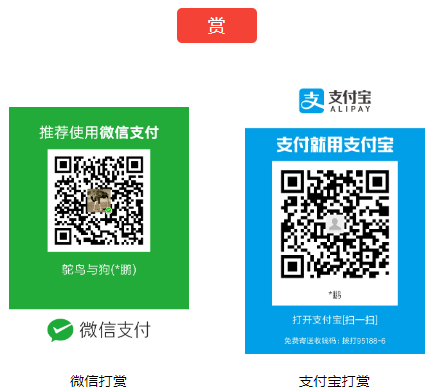 赏
推荐使用微信支付
鸵鸟与狗(*鹏)
微信支付
微信打赏
支付宝
ALIPAY
支付就用支付宝
*鹏
打开支付宝[扫一扫]
免费寄送收钱码：拨打95188-6
支付宝打赏